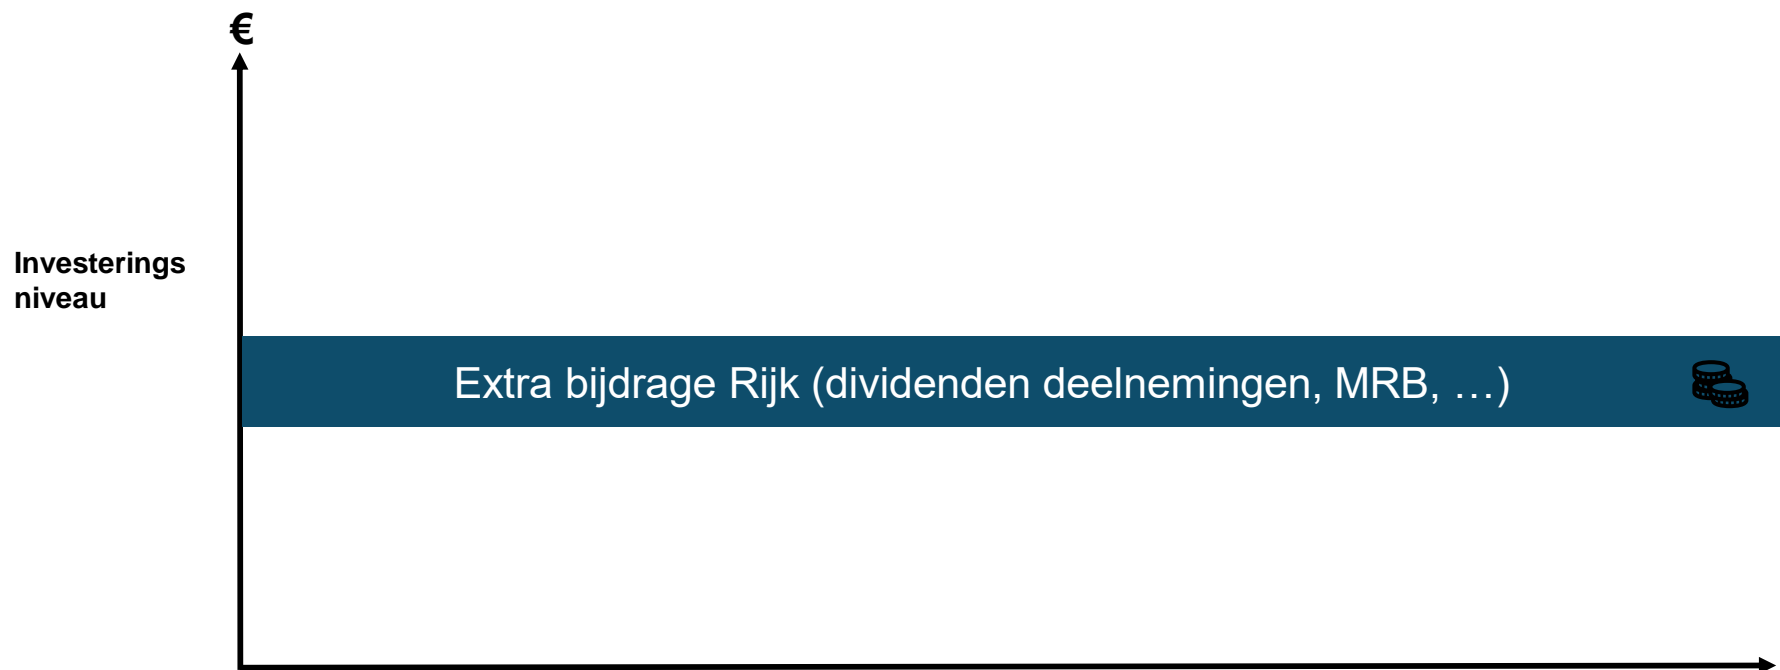 €
Investerings
niveau
Extra bijdrage Rijk (dividenden deelnemingen, MRB, …)